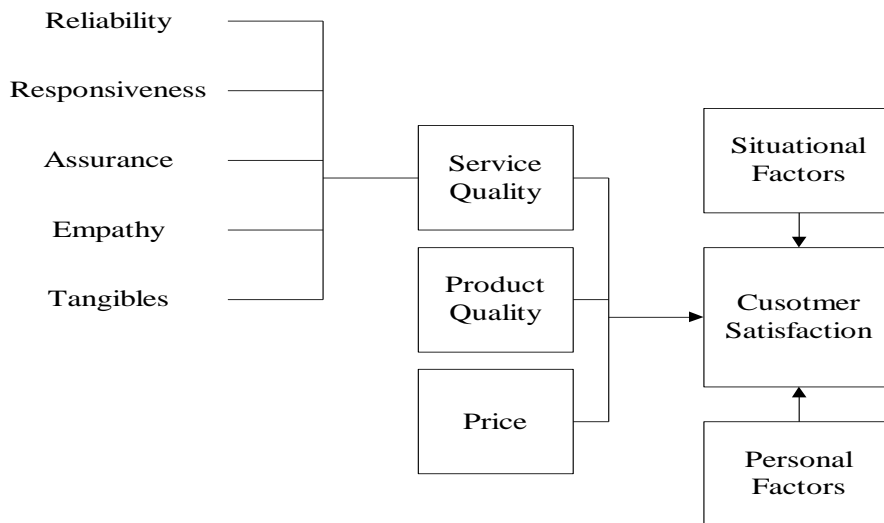 Reliability
Responsiveness
Assurance
Empathy
Tangibles
Service
Quality
Product
Quality
Price
Situational
Factors
Cusotmer
Satisfaction
Personal
Factors